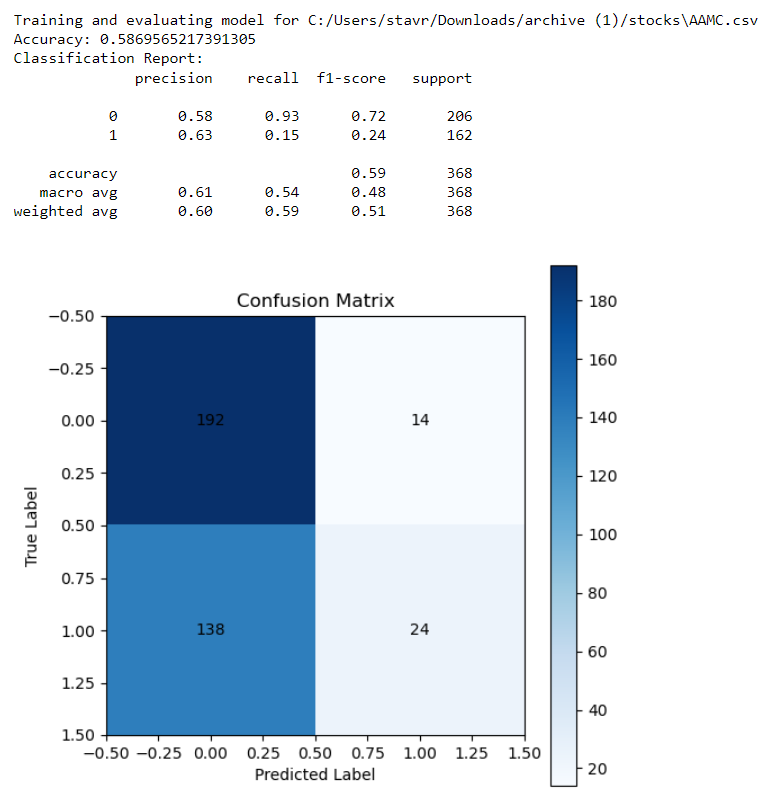 Training and evaluating model for C:/Users/stavr/Downloads/archive (1)/stocks\AAMC.csv
Accuracy: 0.5869565217391305
Classification Report:
precision recall f1-score support
0 0.58 0.93 0.72 206
1 0.63 0.15 0.24 162
accuracy 0.59 368
macro avg 0.61 0.54 0.48 368
weighted avg 0.60 0.59 0.51 368
Confusion Matrix
−0.50
−0.25
0.00
0.25
0.50
0.75
1.00
1.25
1.50
True Label
192 14
138 24
−0.50 −0.25 0.00 0.25 0.50 0.75 1.00 1.25 1.50
Predicted Label
180
160
140
120
100
80
60
40
20